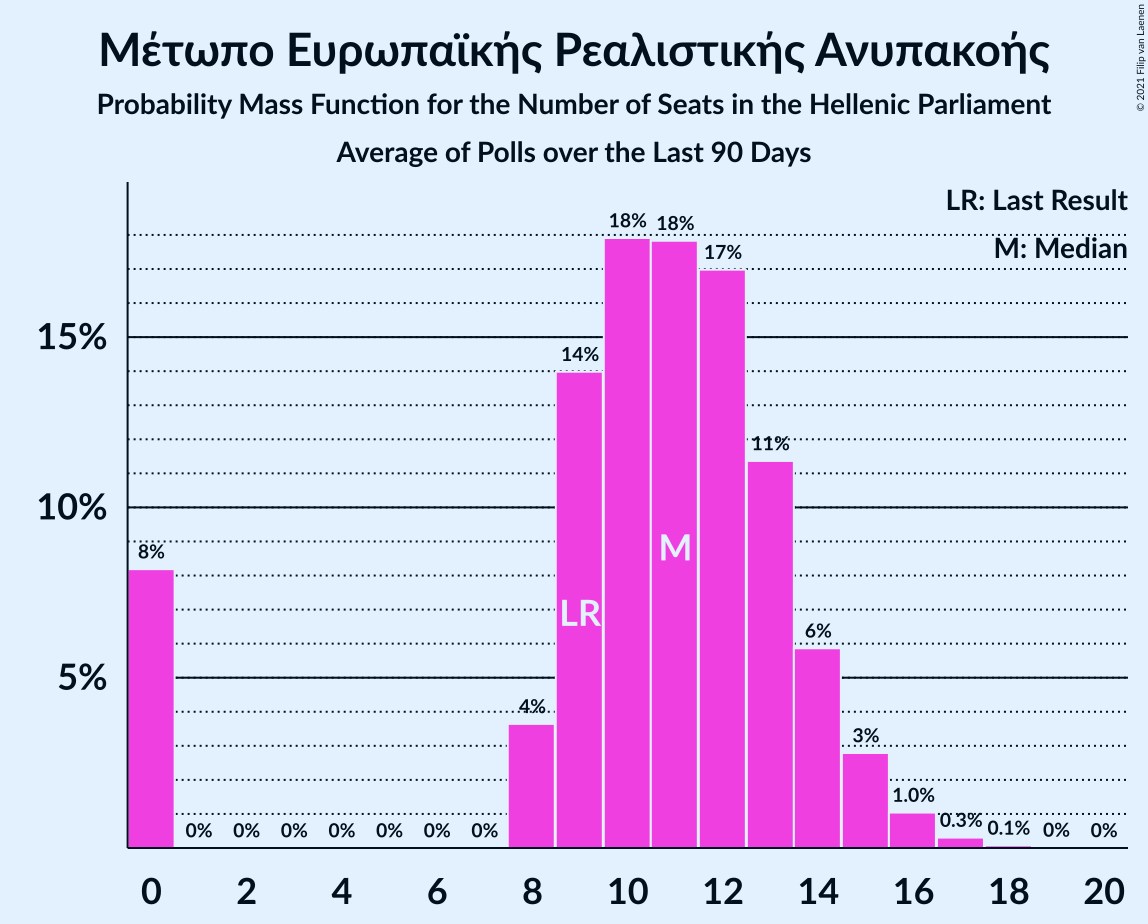 Μέτωπο Ευρωπαϊκής Ρεαλιστικής Ανυπακοής
Probability Mass Function for the Number of Seats in the Hellenic Parliament
Average of Polls over the Last 90 Days
© 2021 Filip van Laenen
LR: Last Result
M: Median
18% 18%
17%
15%
14%
11%
10%
8%
M
LR
6%
5%
4%
3%
1.0%
0% 0% 0% 0% 0% 0% 0% 0.3% 0.1% 0% 0%
0 2 4 6 8 10 12 14 16 18 20